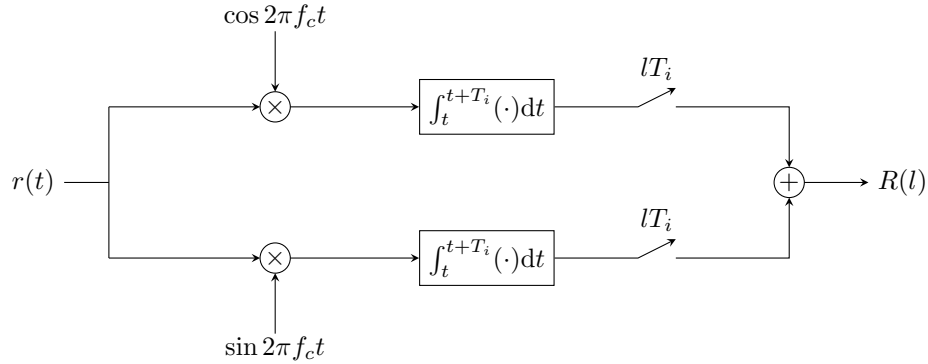 cos 2πf_c t
lT_i
× ∫_t^{t+T_i}(·)dt
r(t) + R(l)
lT_i
× ∫_t^{t+T_i}(·)dt
sin 2πf_c t